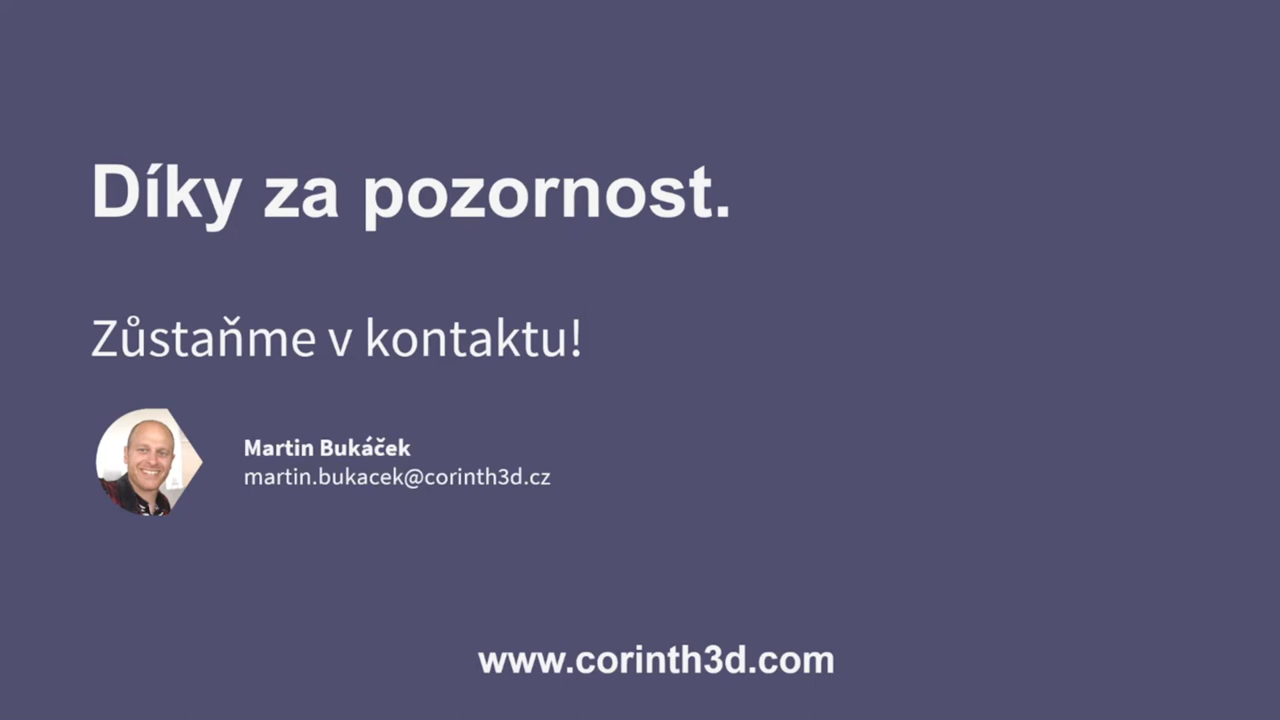 Díky za pozornost.
Zůstaňme v kontaktu!
Martin Bukáček
martin.bukacek@corinth3d.cz
www.corinth3d.com